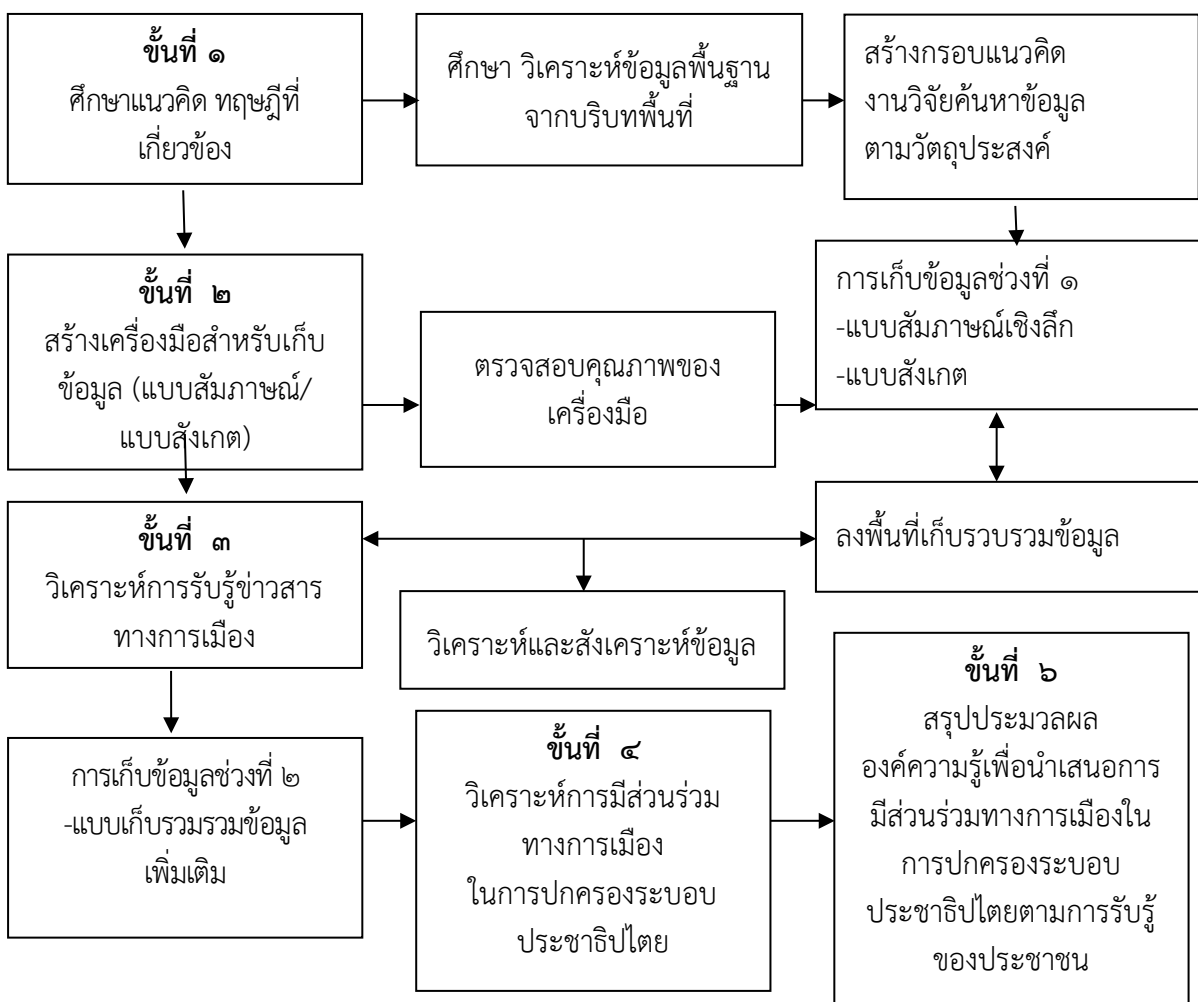 ขั้นที่ ๑
ศึกษาแนวคิด ทฤษฎีที่
เกี่ยวข้อง
ศึกษา วิเคราะห์ข้อมูลพื้นฐาน
จากบริบทพื้นที่
สร้างกรอบแนวคิด
งานวิจัยค้นหาข้อมูล
ตามวัตถุประสงค์
ขั้นที่ ๒
สร้างเครื่องมือสำหรับเก็บ
ข้อมูล (แบบสัมภาษณ์/
แบบสังเกต)
ตรวจสอบคุณภาพของ
เครื่องมือ
การเก็บข้อมูลช่วงที่ ๑
-แบบสัมภาษณ์เชิงลึก
-แบบสังเกต
ขั้นที่ ๓
วิเคราะห์การรับรู้ข่าวสาร
ทางการเมือง
ลงพื้นที่เก็บรวบรวมข้อมูล
วิเคราะห์และสังเคราะห์ข้อมูล
การเก็บข้อมูลช่วงที่ ๒
-แบบเก็บรวมรวมข้อมูล
เพิ่มเติม
ขั้นที่ ๔
วิเคราะห์การมีส่วนร่วม
ทางการเมือง
ในการปกครองระบอบ
ประชาธิปไตย
ขั้นที่ ๖
สรุปประมวลผล
องค์ความรู้เพื่อนำเสนอการ
มีส่วนร่วมทางการเมืองใน
การปกครองระบอบ
ประชาธิปไตยตามการรับรู้
ของประชาชน